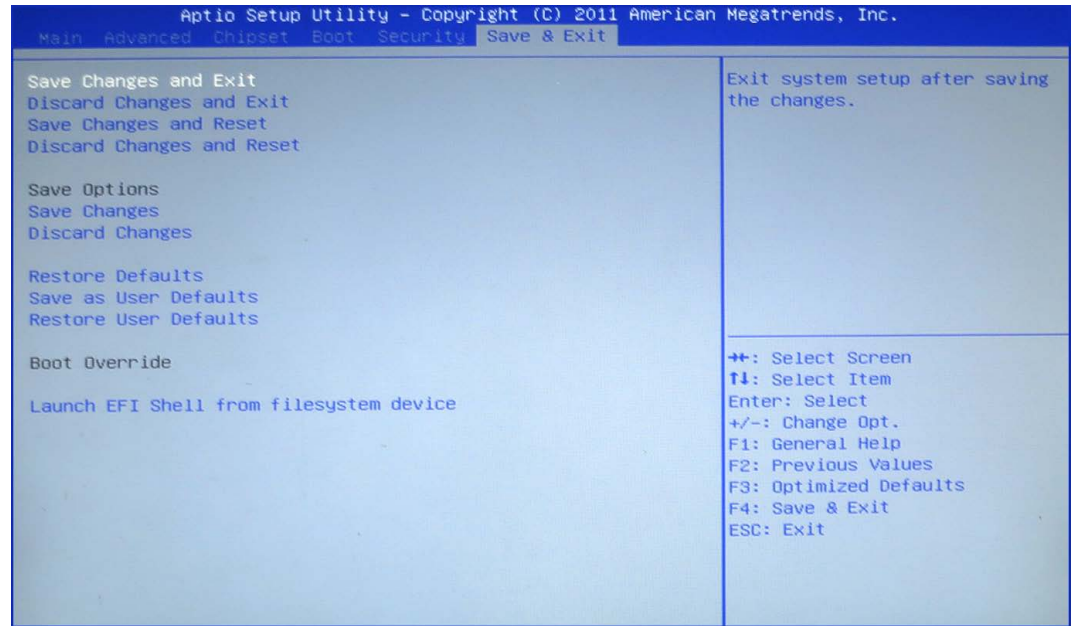 Aptio Setup Utility – Copyright (C) 2011 American Megatrends, Inc.
Main Advanced Chipset Boot Security Save & Exit
Save Changes and Exit
Discard Changes and Exit
Save Changes and Reset
Discard Changes and Reset
Save Options
Save Changes
Discard Changes
Restore Defaults
Save as User Defaults
Restore User Defaults
Boot Override
Launch EFI Shell from filesystem device
Exit system setup after saving
the changes.
→←: Select Screen
↑↓: Select Item
Enter: Select
+/-: Change Opt.
F1: General Help
F2: Previous Values
F3: Optimized Defaults
F4: Save & Exit
ESC: Exit